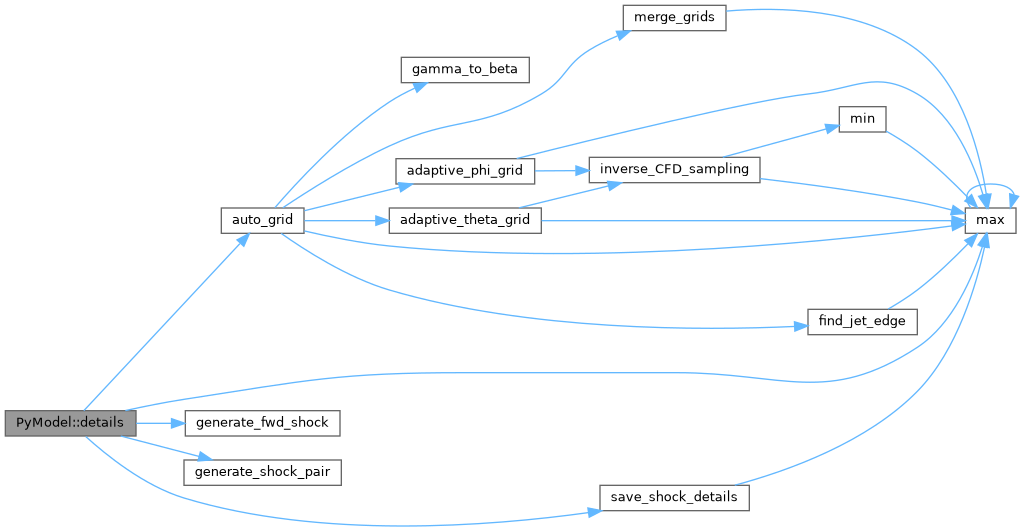 merge_grids
gamma_to_beta
min
adaptive_phi_grid
inverse_CFD_sampling
auto_grid
adaptive_theta_grid
max
find_jet_edge
PyModel::details
generate_fwd_shock
generate_shock_pair
save_shock_details